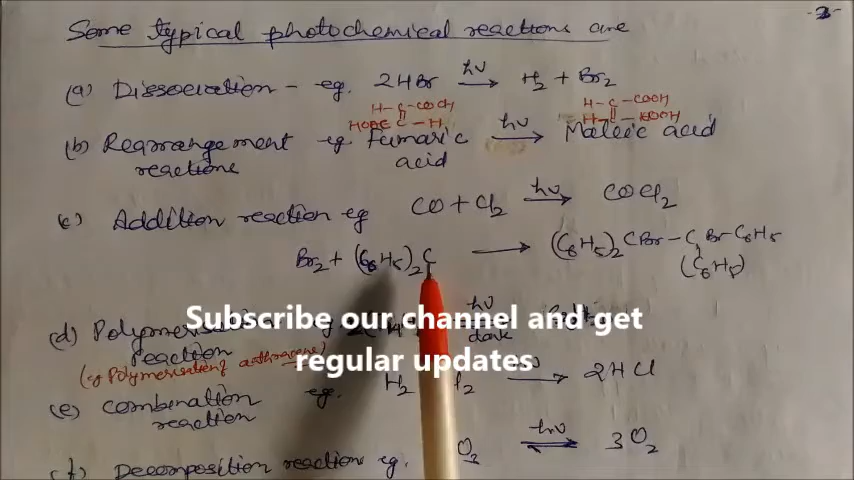 -3-
Some typical photochemical reactions are
(a) Dissociation - eg. 2HBr hν→ H2 + Br2
H-C-COOH H-C-COOH
HOOC-C-H H-C-COOH
(b) Rearrangement eg. Fumaric hν→ Maleic acid
reactions acid
(c) Addition reaction eg CO + Cl2 hν→ COCl2
Br2 + (C6H5)2C → (C6H5)2CBr-C Br-C6H5
(C6H5)
Subscribe our channel and get
regular updates
(d) Polymerisation hν
reaction dark
(eg Polymerisation of anthracene)
(e) combination eg. H2 → 2HCl
reaction
(f) Decomposition reaction eg. O3 hν⇌ 3O2